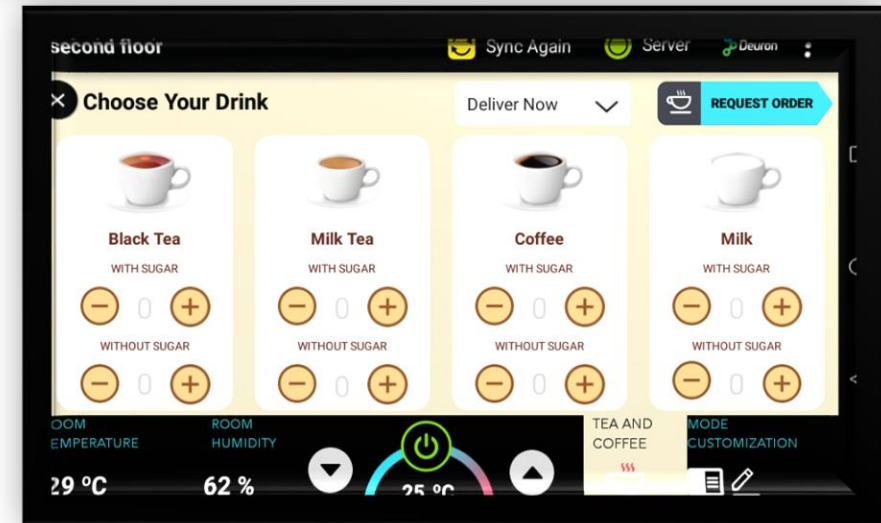 second floor
Sync Again
Server
Deuron
Choose Your Drink
Deliver Now
REQUEST ORDER
Black Tea
Milk Tea
Coffee
Milk
WITH SUGAR
WITH SUGAR
WITH SUGAR
WITH SUGAR
0
0
0
0
WITHOUT SUGAR
WITHOUT SUGAR
WITHOUT SUGAR
WITHOUT SUGAR
0
0
0
0
OOM
EMPERATURE
29 ºC
ROOM
HUMIDITY
62 %
25 ºC
TEA AND
COFFEE
MODE
CUSTOMIZATION